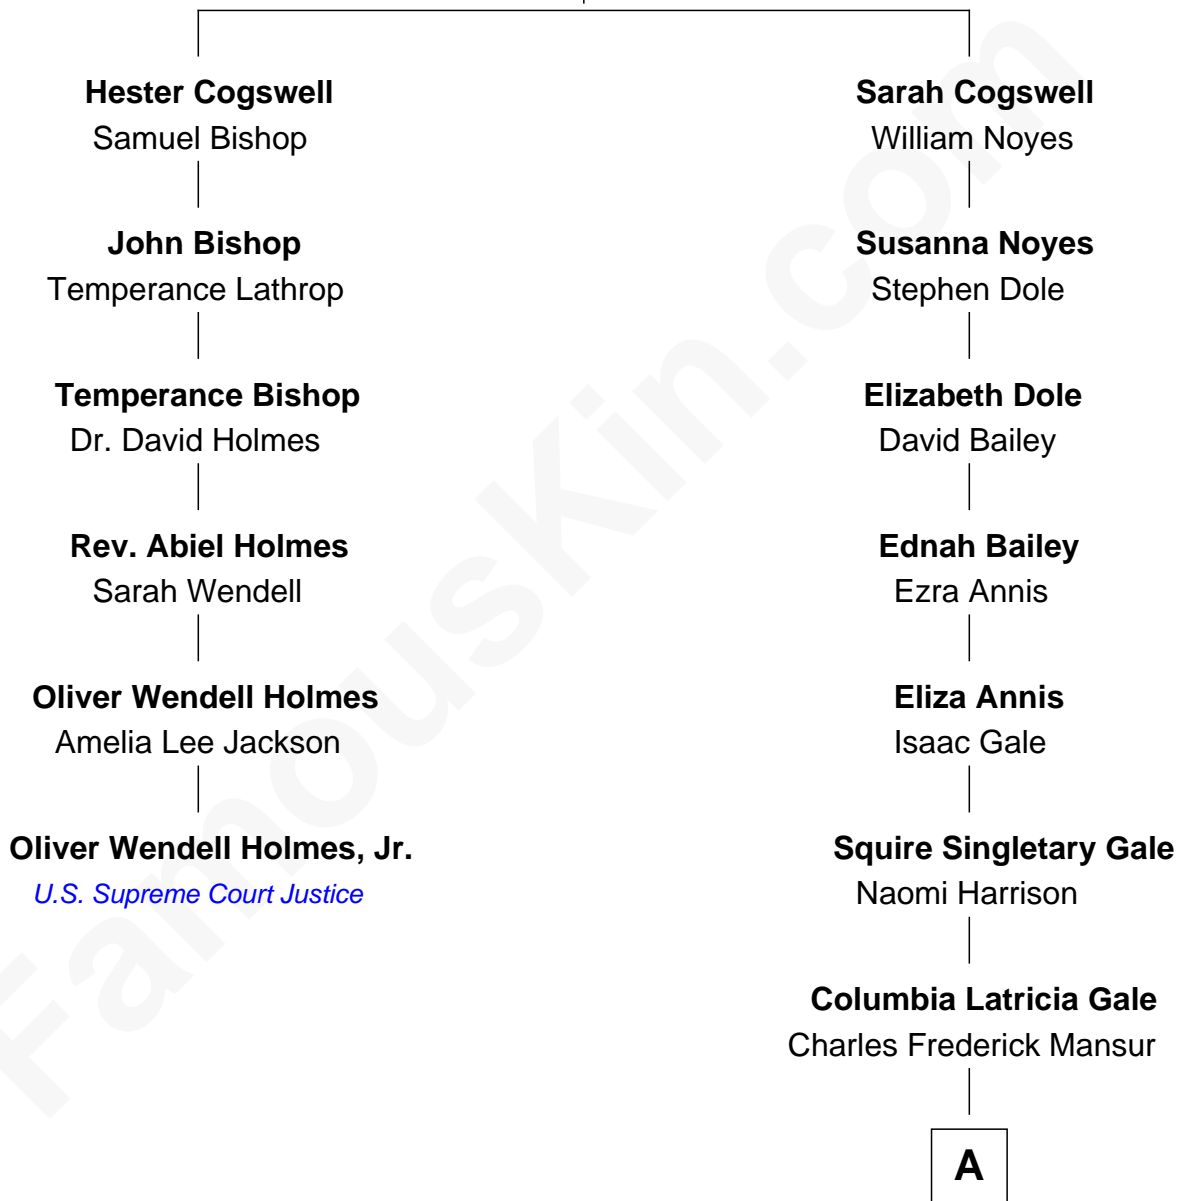 Hester Cogswell
Samuel Bishop
John Bishop
Temperance Lathrop
Temperance Bishop
Dr. David Holmes
Rev. Abiel Holmes
Sarah Wendell
Oliver Wendell Holmes
Amelia Lee Jackson
Oliver Wendell Holmes, Jr.
U.S. Supreme Court Justice
Sarah Cogswell
William Noyes
Susanna Noyes
Stephen Dole
Elizabeth Dole
David Bailey
Ednah Bailey
Ezra Annis
Eliza Annis
Isaac Gale
Squire Singletary Gale
Naomi Harrison
Columbia Latricia Gale
Charles Frederick Mansur
A
FamousKin.com